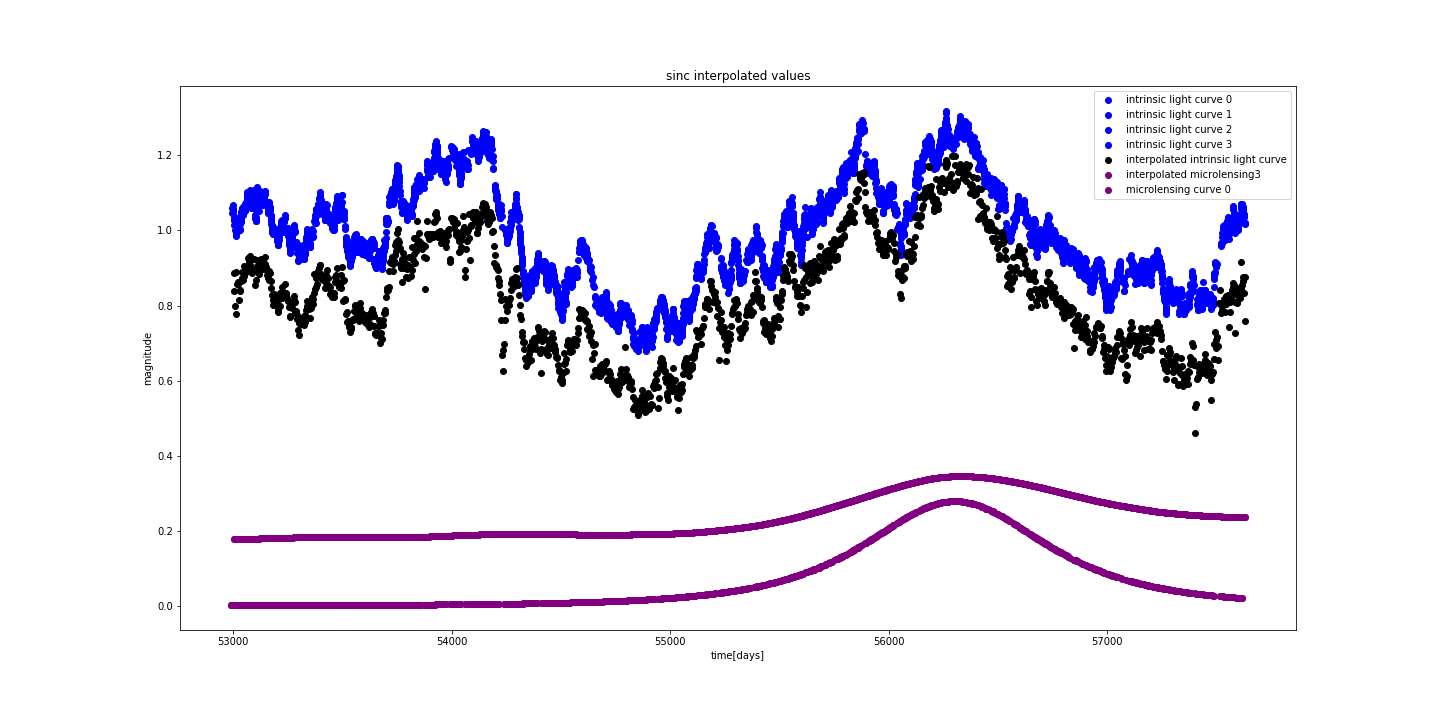 sinc interpolated values
intrinsic light curve 0
intrinsic light curve 1
intrinsic light curve 2
intrinsic light curve 3
interpolated intrinsic light curve
interpolated microlensing3
microlensing curve 0
magnitude
1.2
1.0
0.8
0.6
0.4
0.2
0.0
53000
54000
55000
56000
57000
time[days]